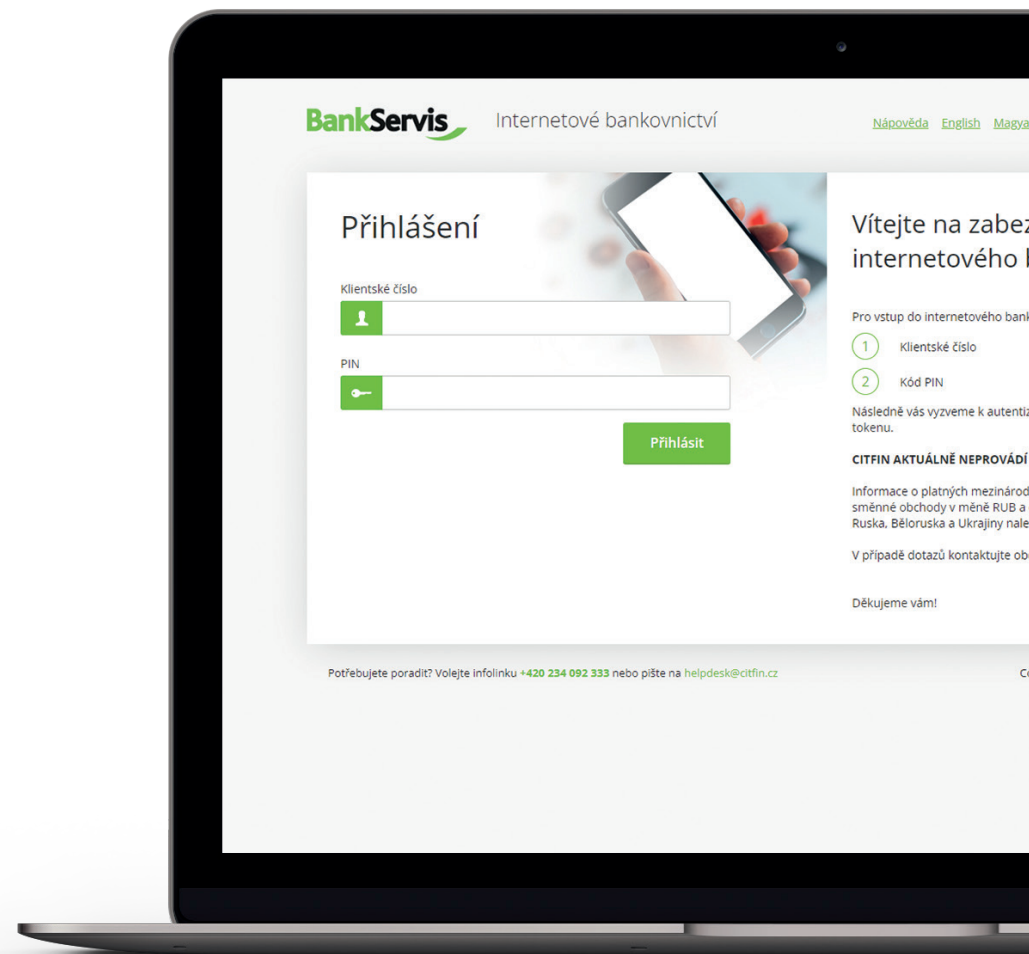 BankServis
Internetové bankovnictví
Nápověda English
Přihlášení
Klientské číslo
PIN
Přihlásit
Vítejte na
internetového
Pro vstup do internetového
1 Klientské číslo
2 Kód PIN
Následně vás vyzveme k
tokenu.
CITFIN AKTUÁLNĚ NEPROVÁDÍ
Informace o platných
směnné obchody v měně RUB a
Ruska, Běloruska a Ukrajiny
V případě dotazů kontaktujte
Děkujeme vám!
Potřebujete poradit? Volejte infolinku +420 234 092 333 nebo pište na helpdesk@citfin.cz